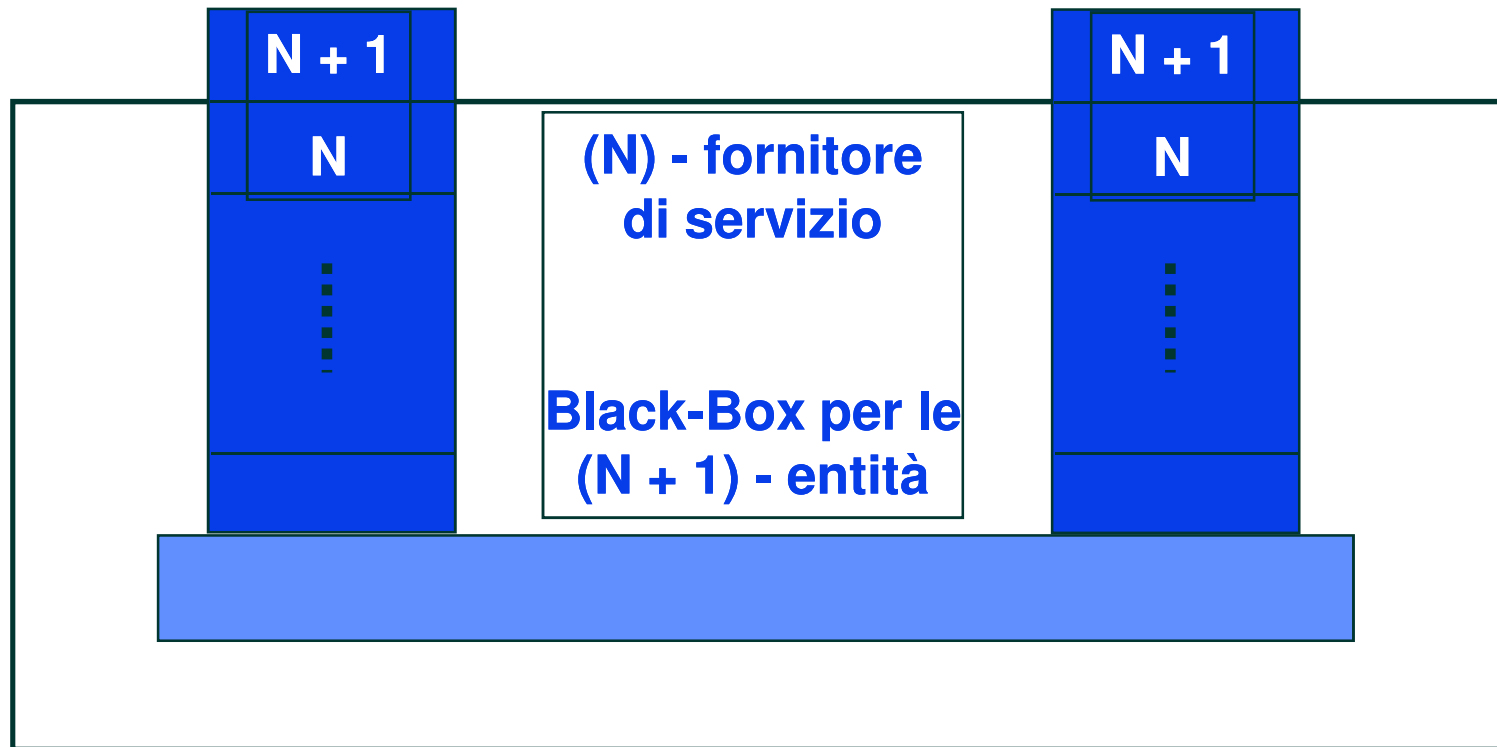 N + 1
N
(N) - fornitore
di servizio
Black-Box per le
(N + 1) - entità
N + 1
N